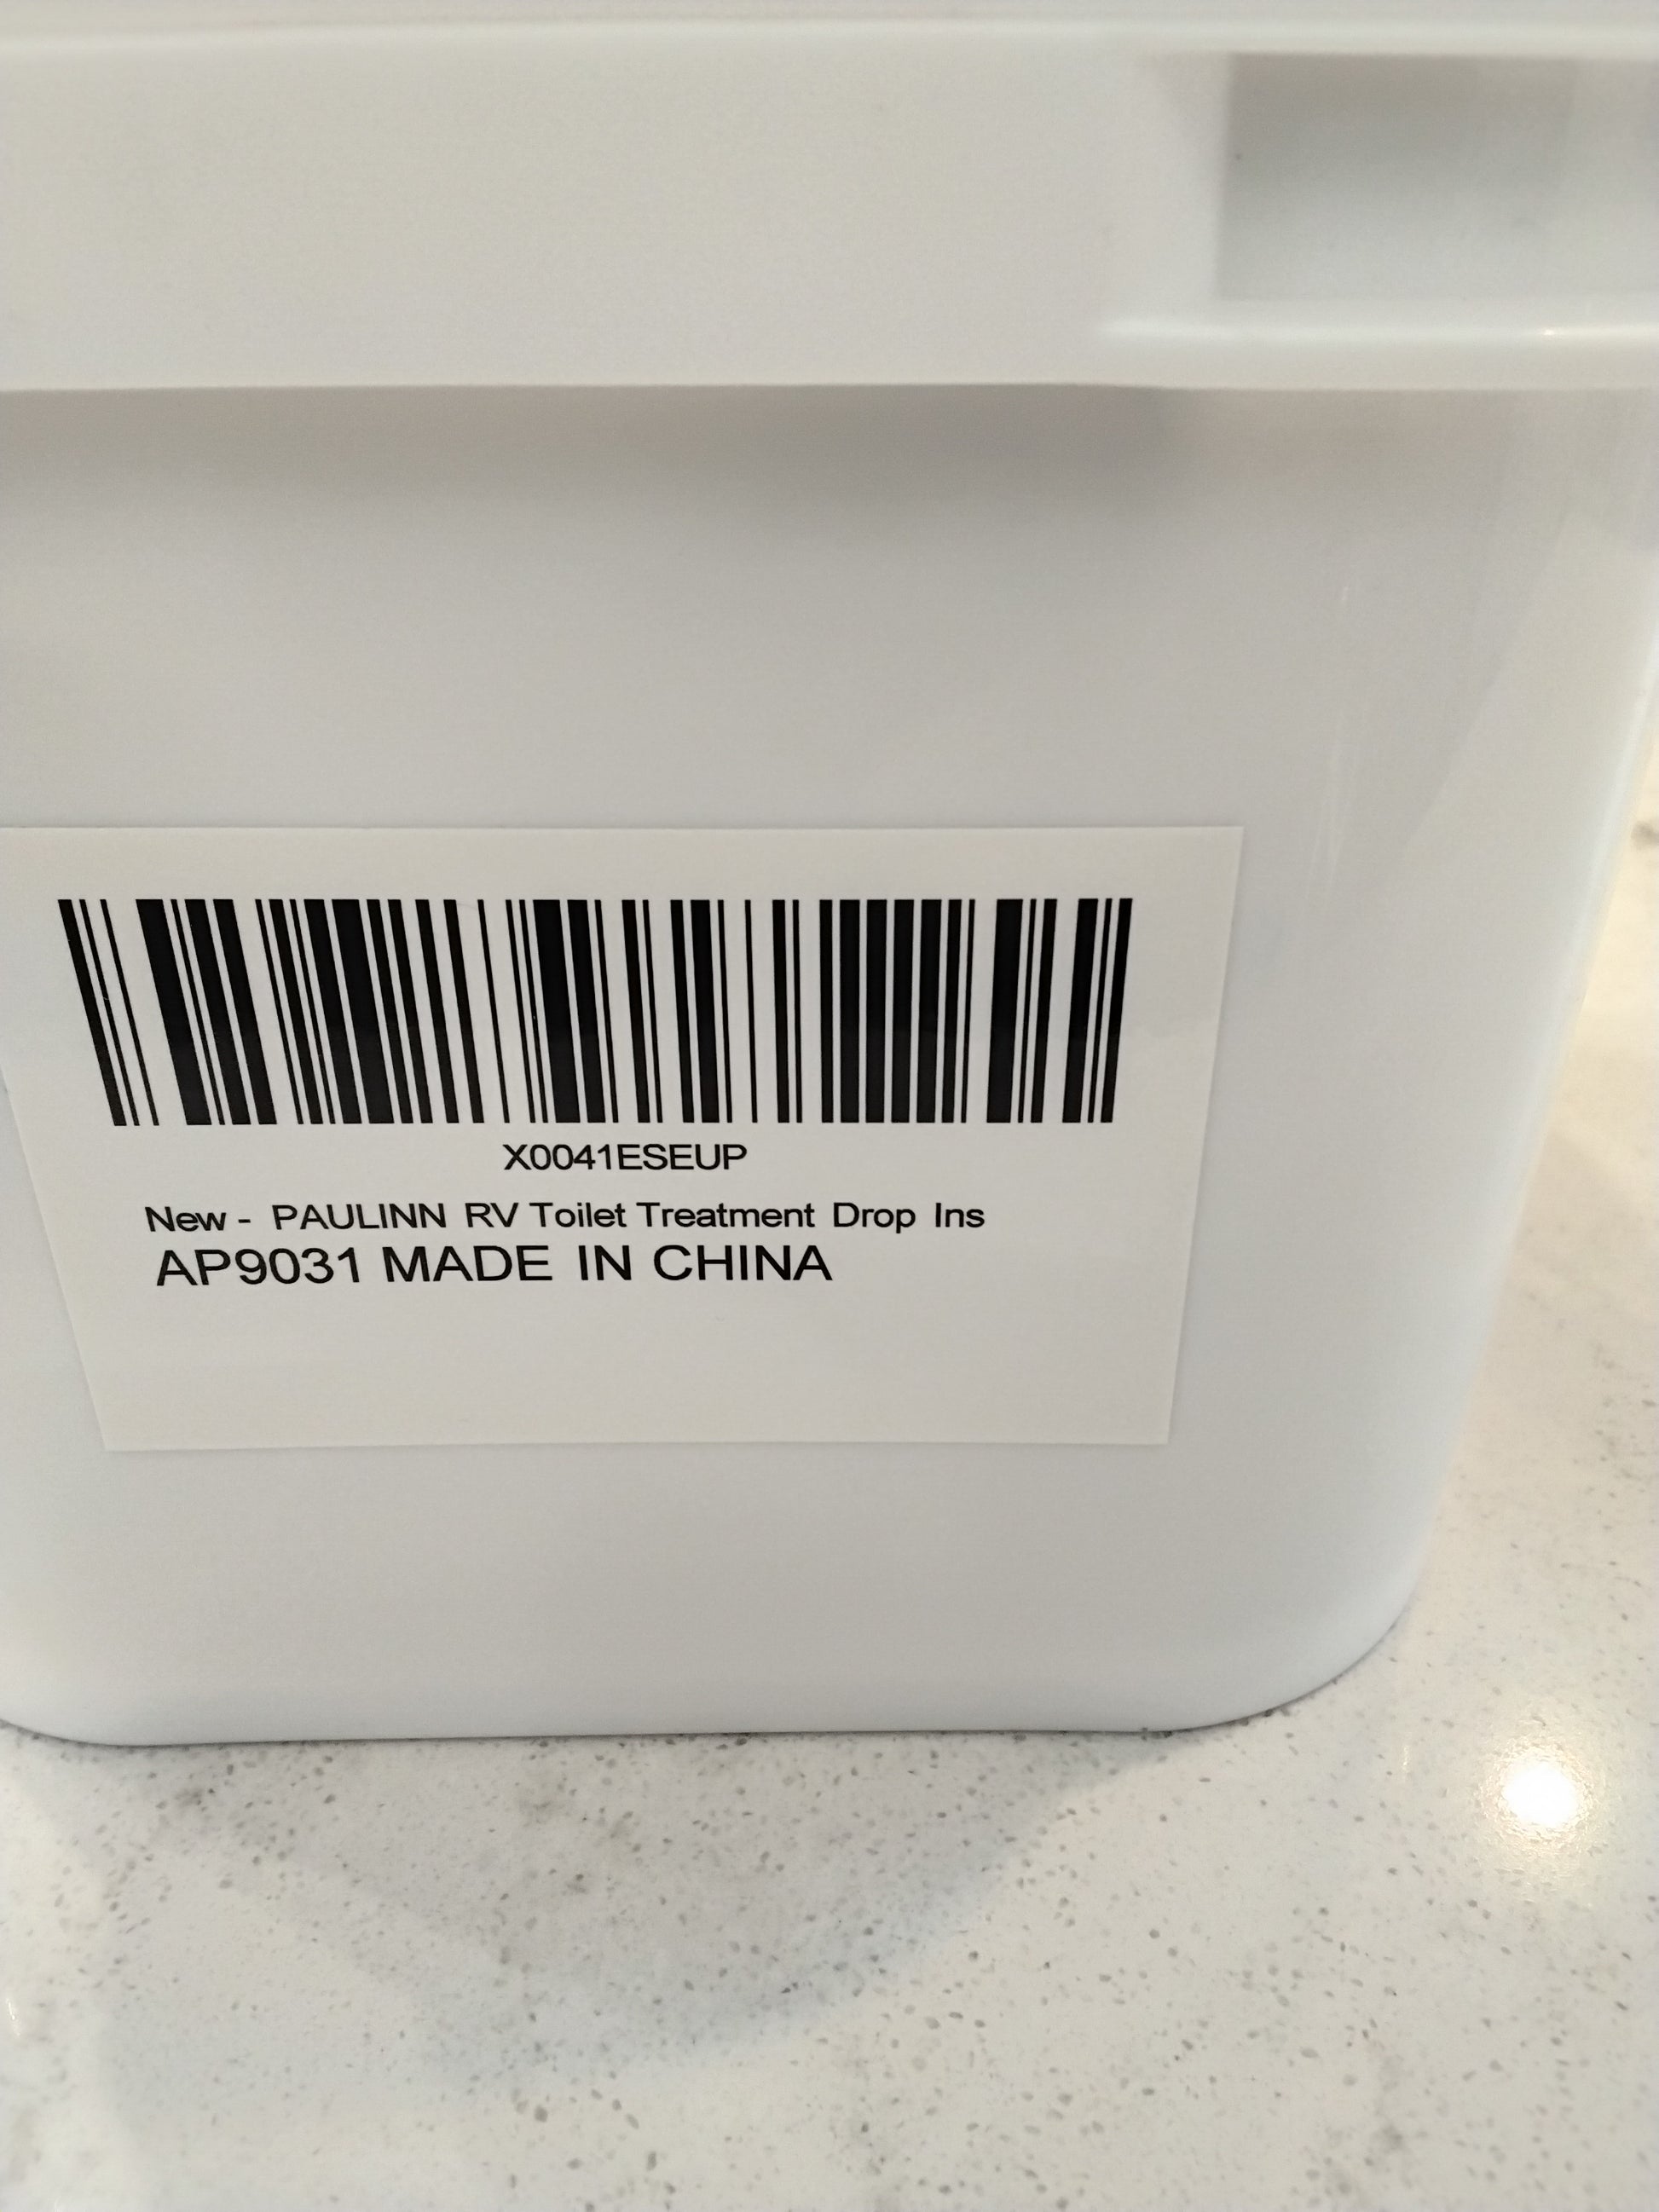 X0041ESEUP
New - PAULINN RV Toilet Treatment Drop Ins
AP9031 MADE IN CHINA